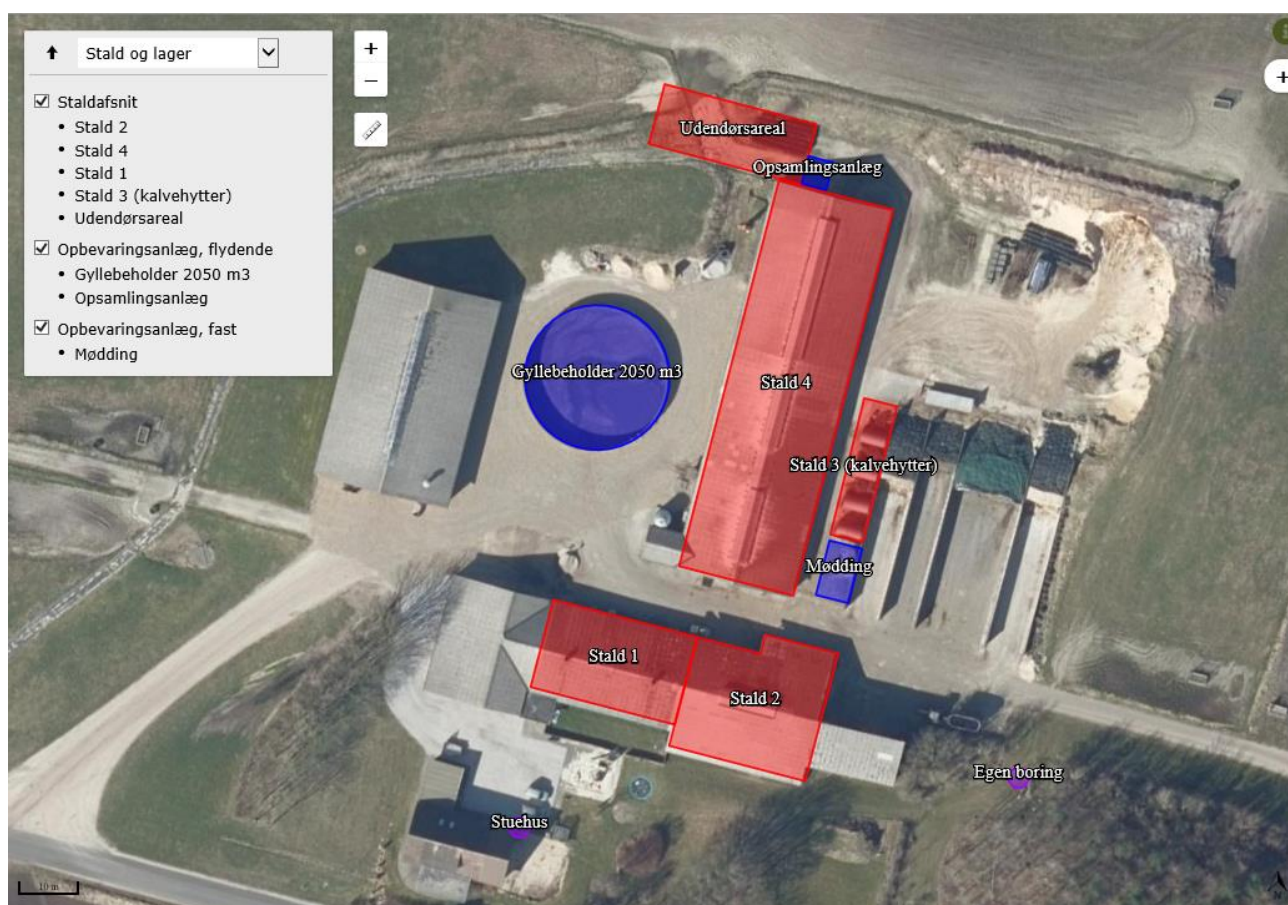 Stald og lager
Staldafsnit
Stald 2
Stald 4
Stald 1
Stald 3 (kalvehytter)
Udendørsareal
Opbevaringsanlæg, flydende
Gyllebeholder 2050 m3
Opsamlingsanlæg
Opbevaringsanlæg, fast
Mødding
Udendørsareal
Opsamlingsanlæg
Gyllebeholder 2050 m3
Stald 4
Stald 3 (kalvehytter)
Mødding
Stald 1
Stald 2
Egen boring
Stuehus
10 m